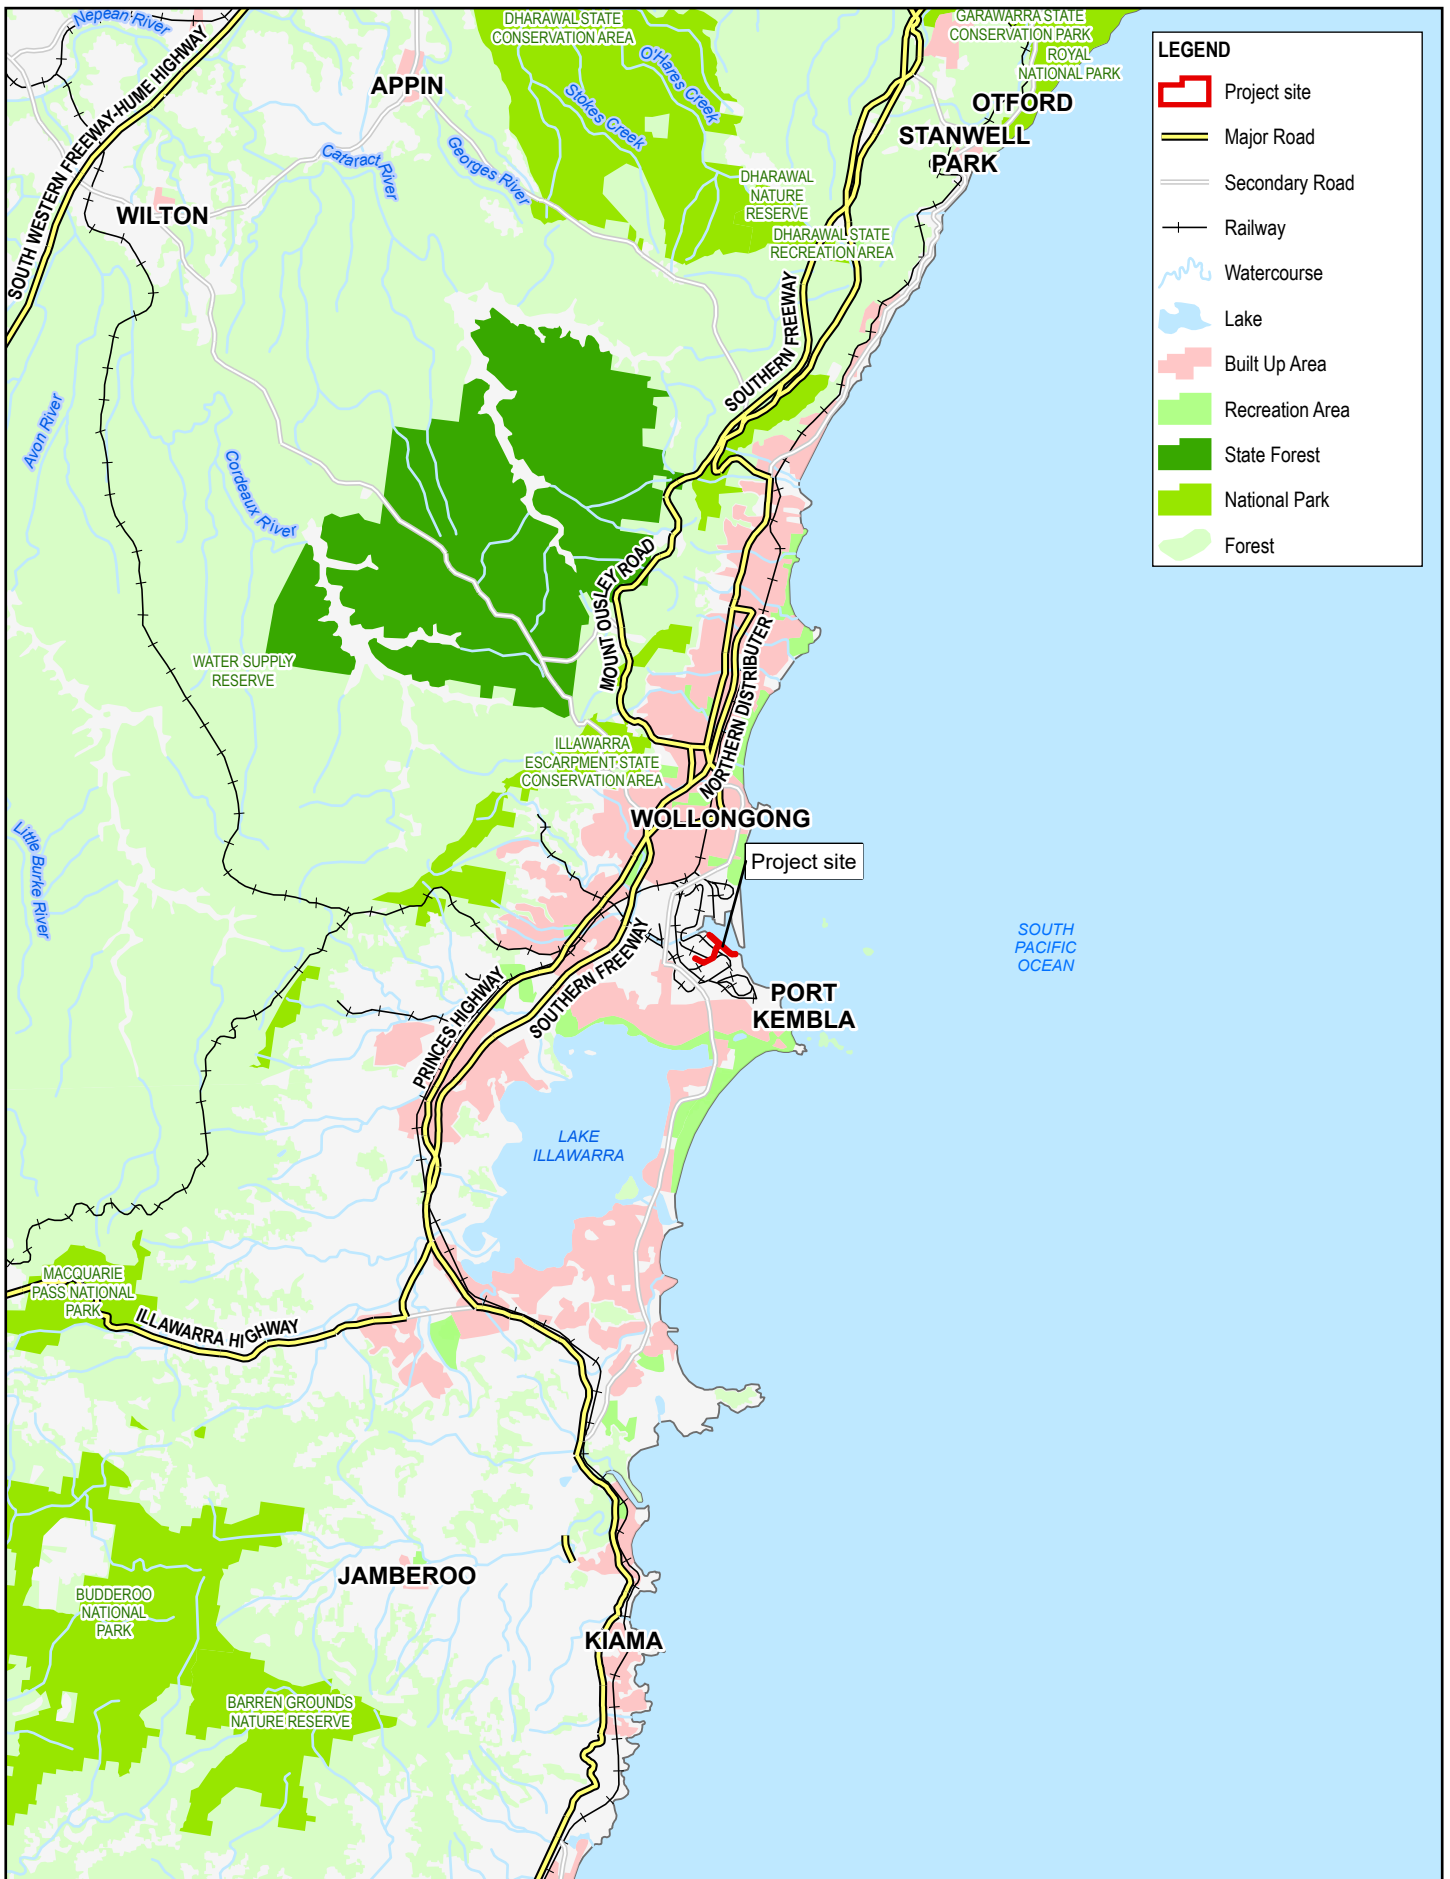 Nepean River
SOUTH WESTERN FREEWAY-HUME HIGHWAY
DHARAWAL STATE
CONSERVATION AREA
GARAWARRA STATE
CONSERVATION PARK
ROYAL
NATIONAL PARK
APPIN
O'Hares Creek
Stokes Creek
OTFORD
STANWELL
PARK
Cataract River
Georges River
DHARAWAL
NATURE
RESERVE
WILTON
DHARAWAL STATE
RECREATION AREA
SOUTHERN FREEWAY
Avon River
Cordeaux River
MOUNT OUSLEY ROAD
WATER SUPPLY
RESERVE
NORTHERN DISTRIBUTER
ILLAWARRA
ESCARPMENT STATE
CONSERVATION AREA
WOLLONGONG
Project site
Little Burke River
SOUTH
PACIFIC
OCEAN
PRINCES HIGHWAY
SOUTHERN FREEWAY
PORT
KEMBLA
LAKE
ILLAWARRA
MACQUARIE
PASS NATIONAL
PARK
ILLAWARRA HIGHWAY
JAMBEROO
BUDDEROO
NATIONAL
PARK
KIAMA
BARREN GROUNDS
NATURE RESERVE
LEGEND
Project site
Major Road
Secondary Road
Railway
Watercourse
Lake
Built Up Area
Recreation Area
State Forest
National Park
Forest